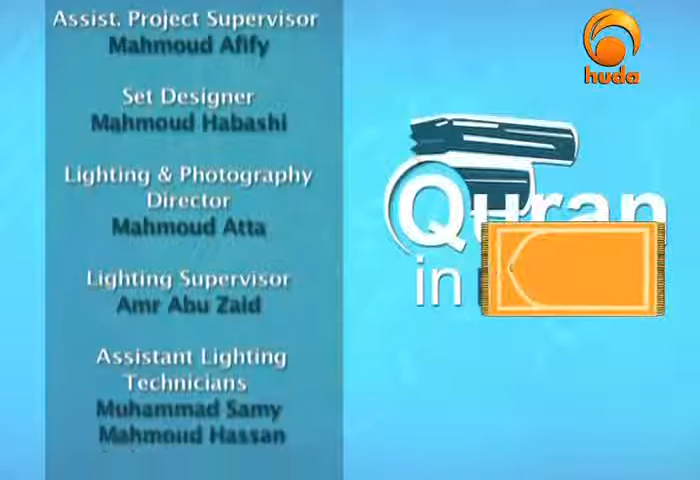 Assist. Project Supervisor
Mahmoud Afify
Set Designer
Mahmoud Habashi
Lighting & Photography
Director
Mahmoud Atta
Lighting Supervisor
Amr Abu Zaid
Assistant Lighting
Technicians
Muhammad Samy
Mahmoud Hassan
huda
Quran
in